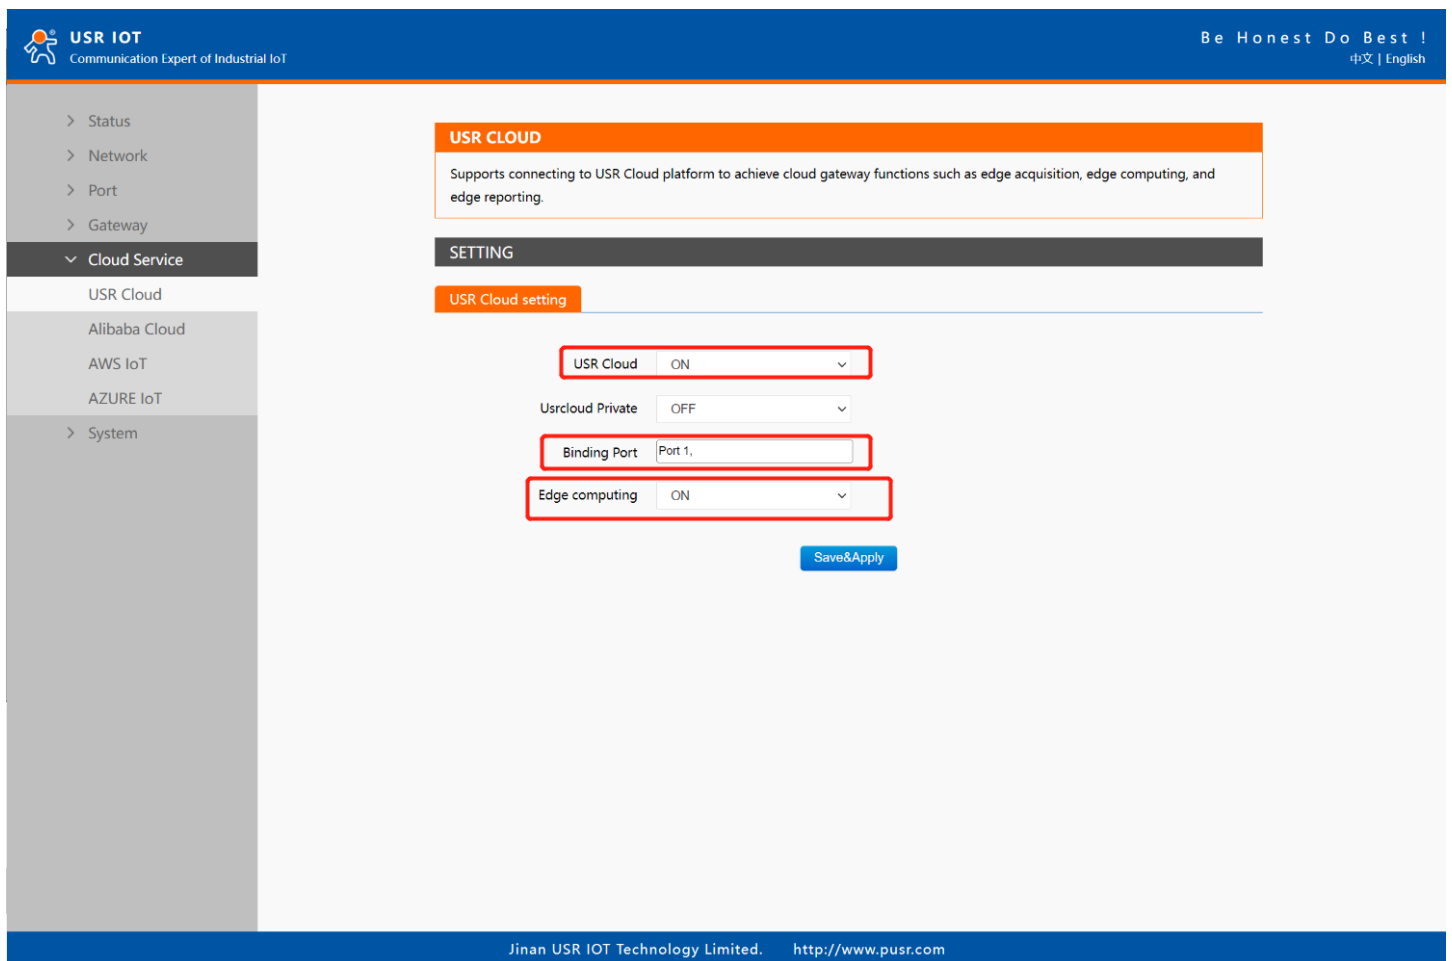 USR IOT
Communication Expert of Industrial IoT
Be Honest Do Best !
中文 | English
Status
Network
Port
Gateway
Cloud Service
USR Cloud
Alibaba Cloud
AWS IoT
AZURE IoT
System
USR CLOUD
Supports connecting to USR Cloud platform to achieve cloud gateway functions such as edge acquisition, edge computing, and
edge reporting.
SETTING
USR Cloud setting
USR Cloud ON
Usrcloud Private OFF
Binding Port Port 1,
Edge computing ON
Save&Apply
Jinan USR IOT Technology Limited. http://www.pusr.com